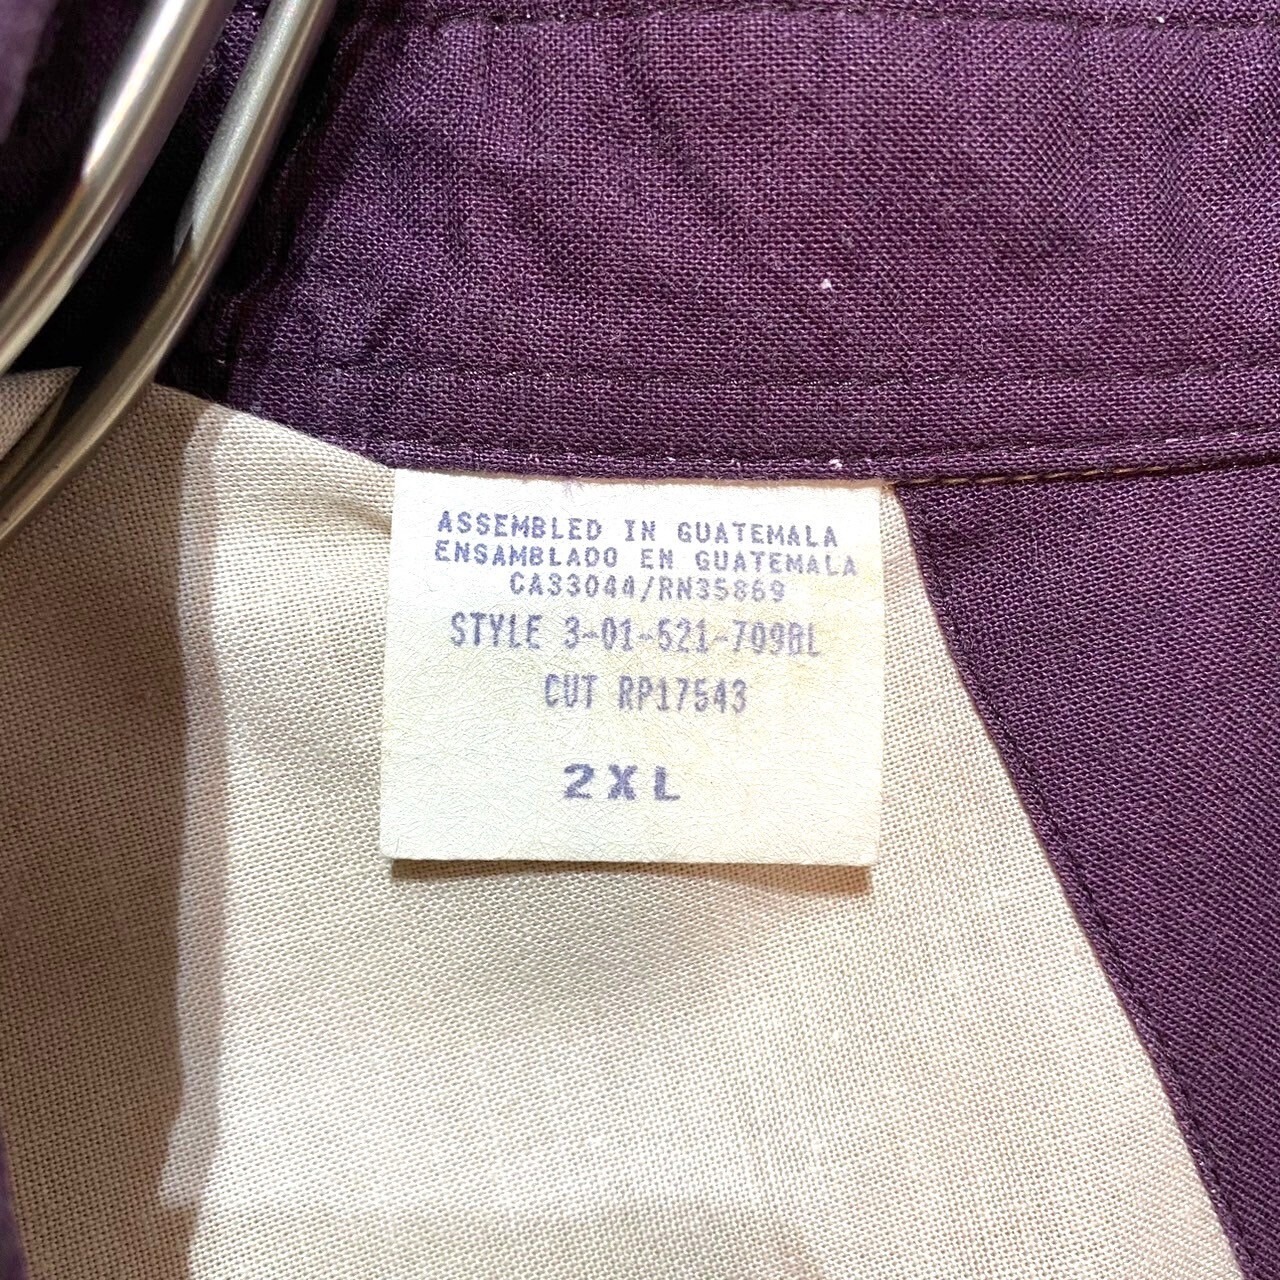 ASSEMBLED IN GUATEMALA
ENSAMBLADO EN GUATEMALA
CA33044/RN35869
STYLE 3-01-521-709BL
CUT RP17543
2XL